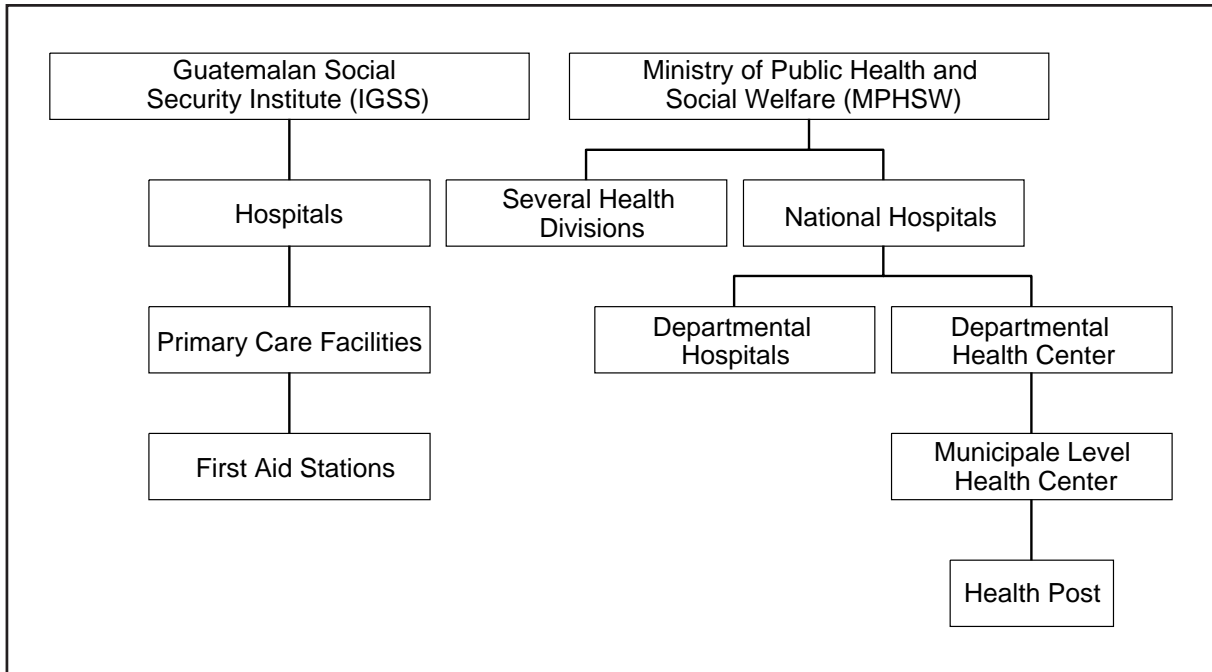 Guatemalan Social
Security Institute (IGSS)
Ministry of Public Health and
Social Welfare (MPHSW)
Hospitals
Several Health
Divisions
National Hospitals
Primary Care Facilities
Departmental
Hospitals
Departmental
Health Center
First Aid Stations
Municipale Level
Health Center
Health Post